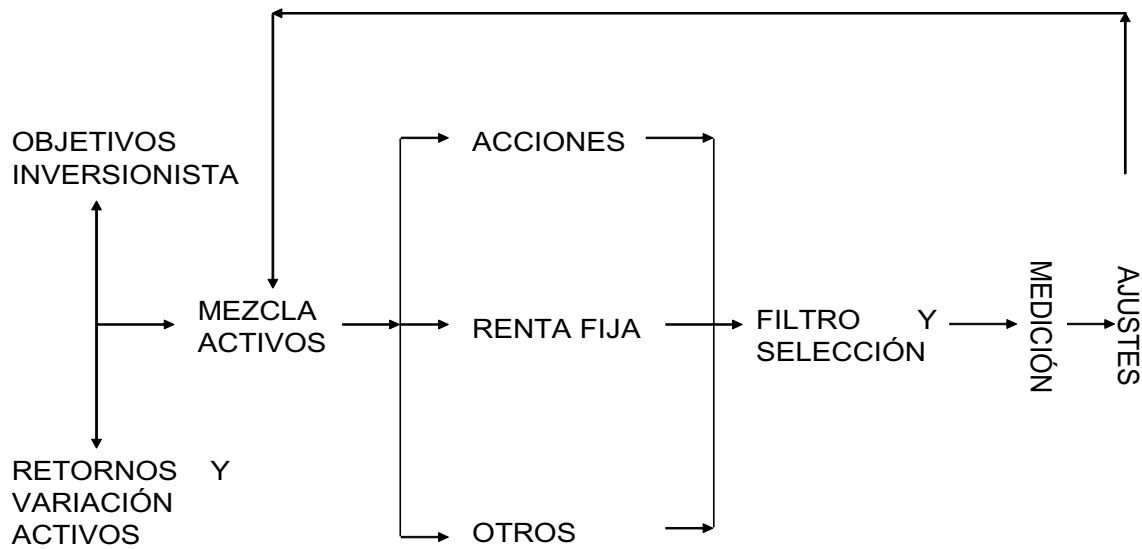 OBJETIVOS
INVERSIONISTA
RETORNOS Y
VARIACIÓN
ACTIVOS
MEZCLA
ACTIVOS
ACCIONES
RENTA FIJA
OTROS
FILTRO Y
SELECCIÓN
MEDICIÓN
AJUSTES